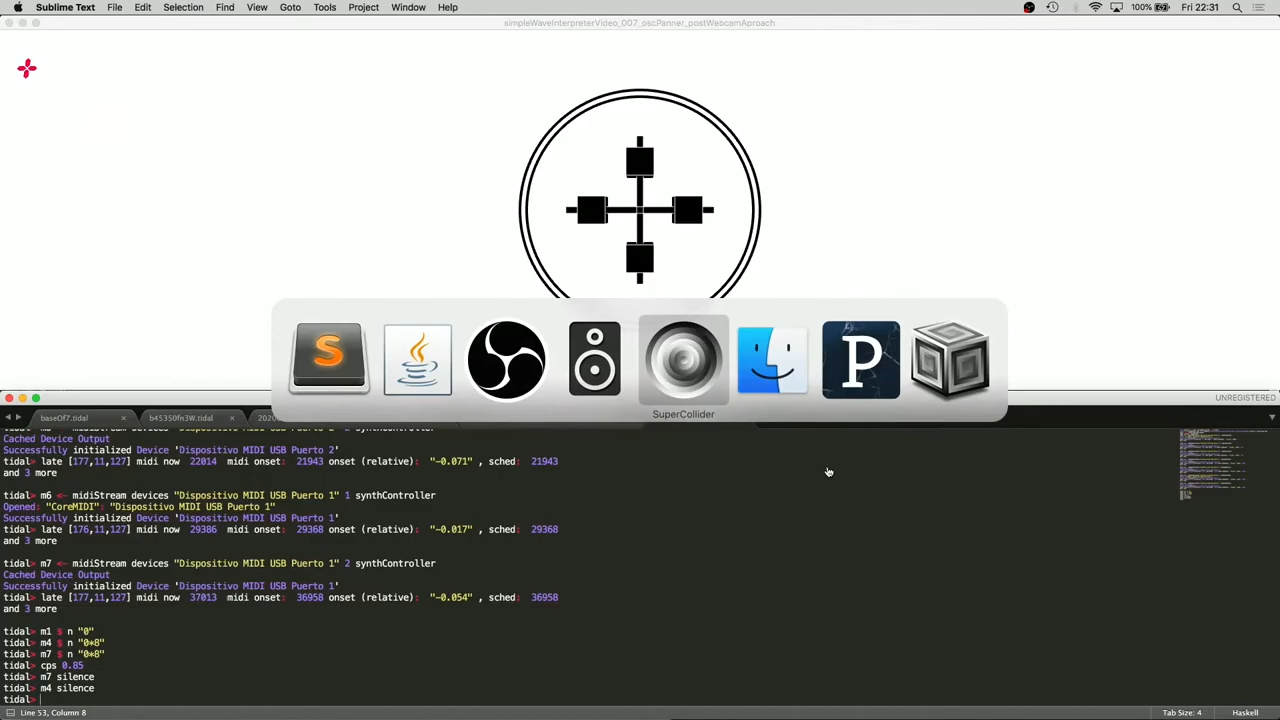 Sublime Text File Edit Selection Find View Goto Tools Project Window Help 100% Fri 22:31
simpleWaveInterpreterVideo_007_oscPanner_postWebcamAproach
S P
SuperCollider
UNREGISTERED
baseOf7.tidal × b45350fn3W.tidal × 2020
Cached Device Output
Successfully initialized Device 'Dispositivo MIDI USB Puerto 2'
tidal> late [177,11,127] midi now 22014 midi onset: 21943 onset (relative): "-0.071" , sched: 21943
and 3 more
tidal> m6 <- midiStream devices "Dispositivo MIDI USB Puerto 1" 1 synthController
Opened: "CoreMIDI": "Dispositivo MIDI USB Puerto 1"
Successfully initialized Device 'Dispositivo MIDI USB Puerto 1'
tidal> late [176,11,127] midi now 29386 midi onset: 29368 onset (relative): "-0.017" , sched: 29368
and 3 more
tidal> m7 <- midiStream devices "Dispositivo MIDI USB Puerto 1" 2 synthController
Cached Device Output
Successfully initialized Device 'Dispositivo MIDI USB Puerto 1'
tidal> late [177,11,127] midi now 37013 midi onset: 36958 onset (relative): "-0.054" , sched: 36958
and 3 more
tidal> m1 $ n "0"
tidal> m4 $ n "0*8"
tidal> m7 $ n "0*8"
tidal> cps 0.85
tidal> m7 silence
tidal> m4 silence
tidal>
Line 53, Column 8 Tab Size: 4 Haskell